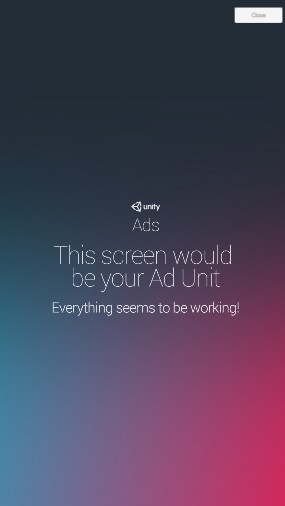 Close
unity
Ads
This screen would
be your Ad Unit
Everything seems to be working!